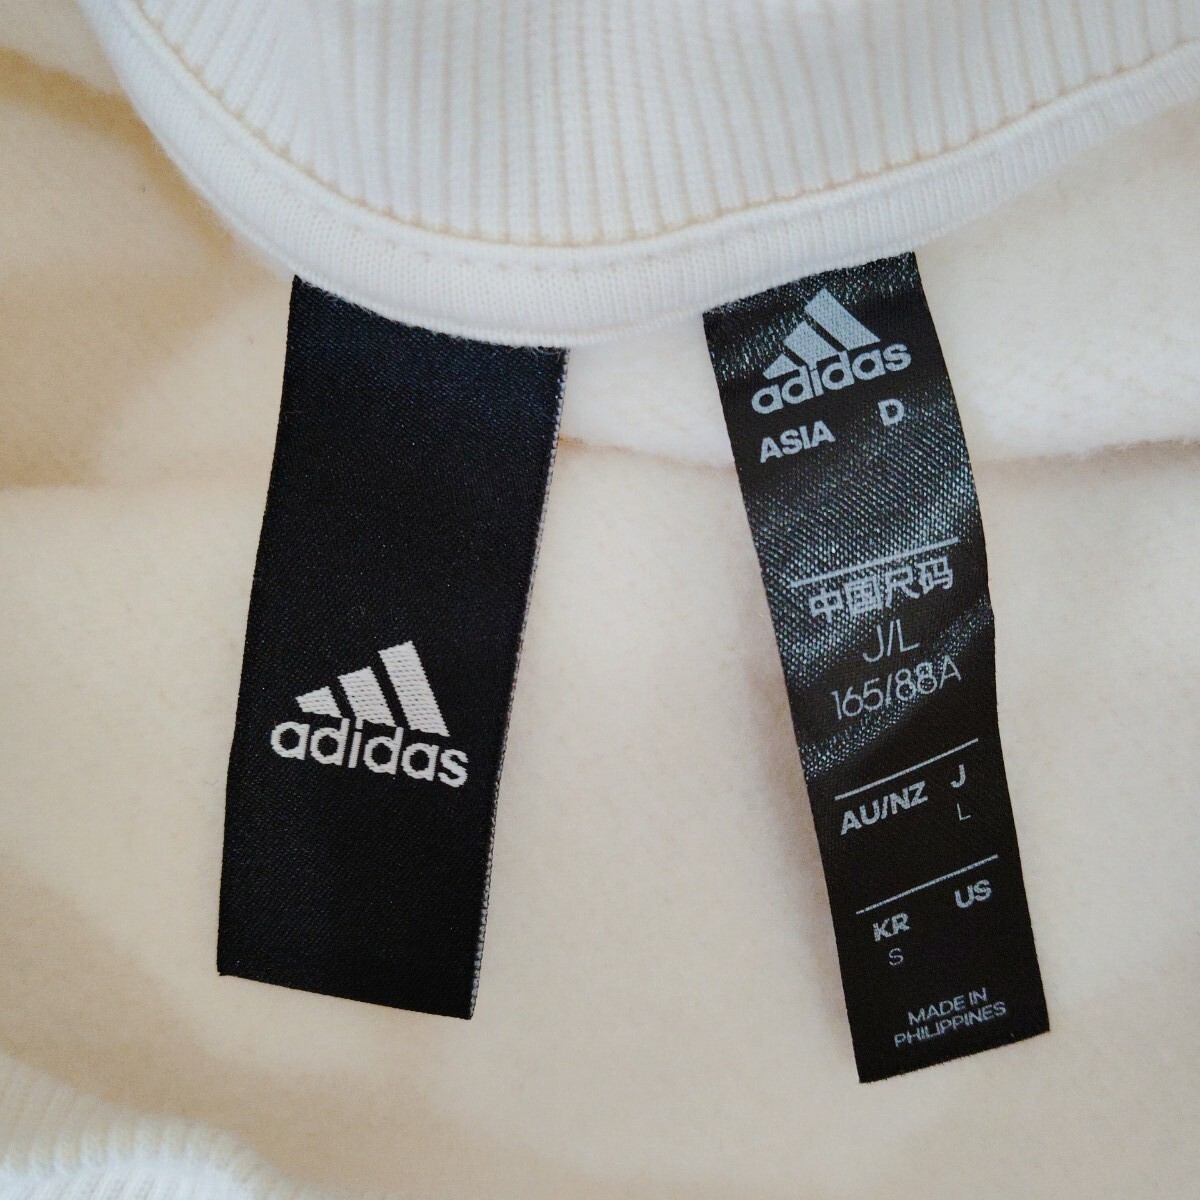 adidas
adidas
ASIA D
中国尺码
J/L
165/88A
AU/NZ J
L
KR US
S
MADE IN
PHILIPPINES